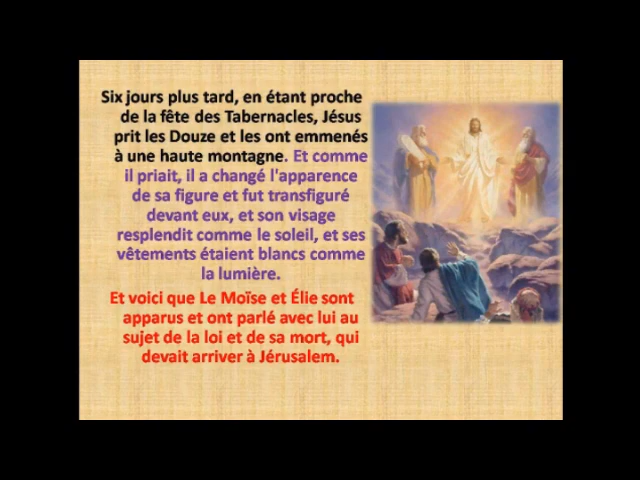 Six jours plus tard, en étant proche
de la fête des Tabernacles, Jésus
prit les Douze et les ont emmenés
à une haute montagne. Et comme
il priait, il a changé l'apparence
de sa figure et fut transfiguré
devant eux, et son visage
resplendit comme le soleil, et ses
vêtements étaient blancs comme
la lumière.
Et voici que Le Moïse et Élie sont
apparus et ont parlé avec lui au
sujet de la loi et de sa mort, qui
devait arriver à Jérusalem.